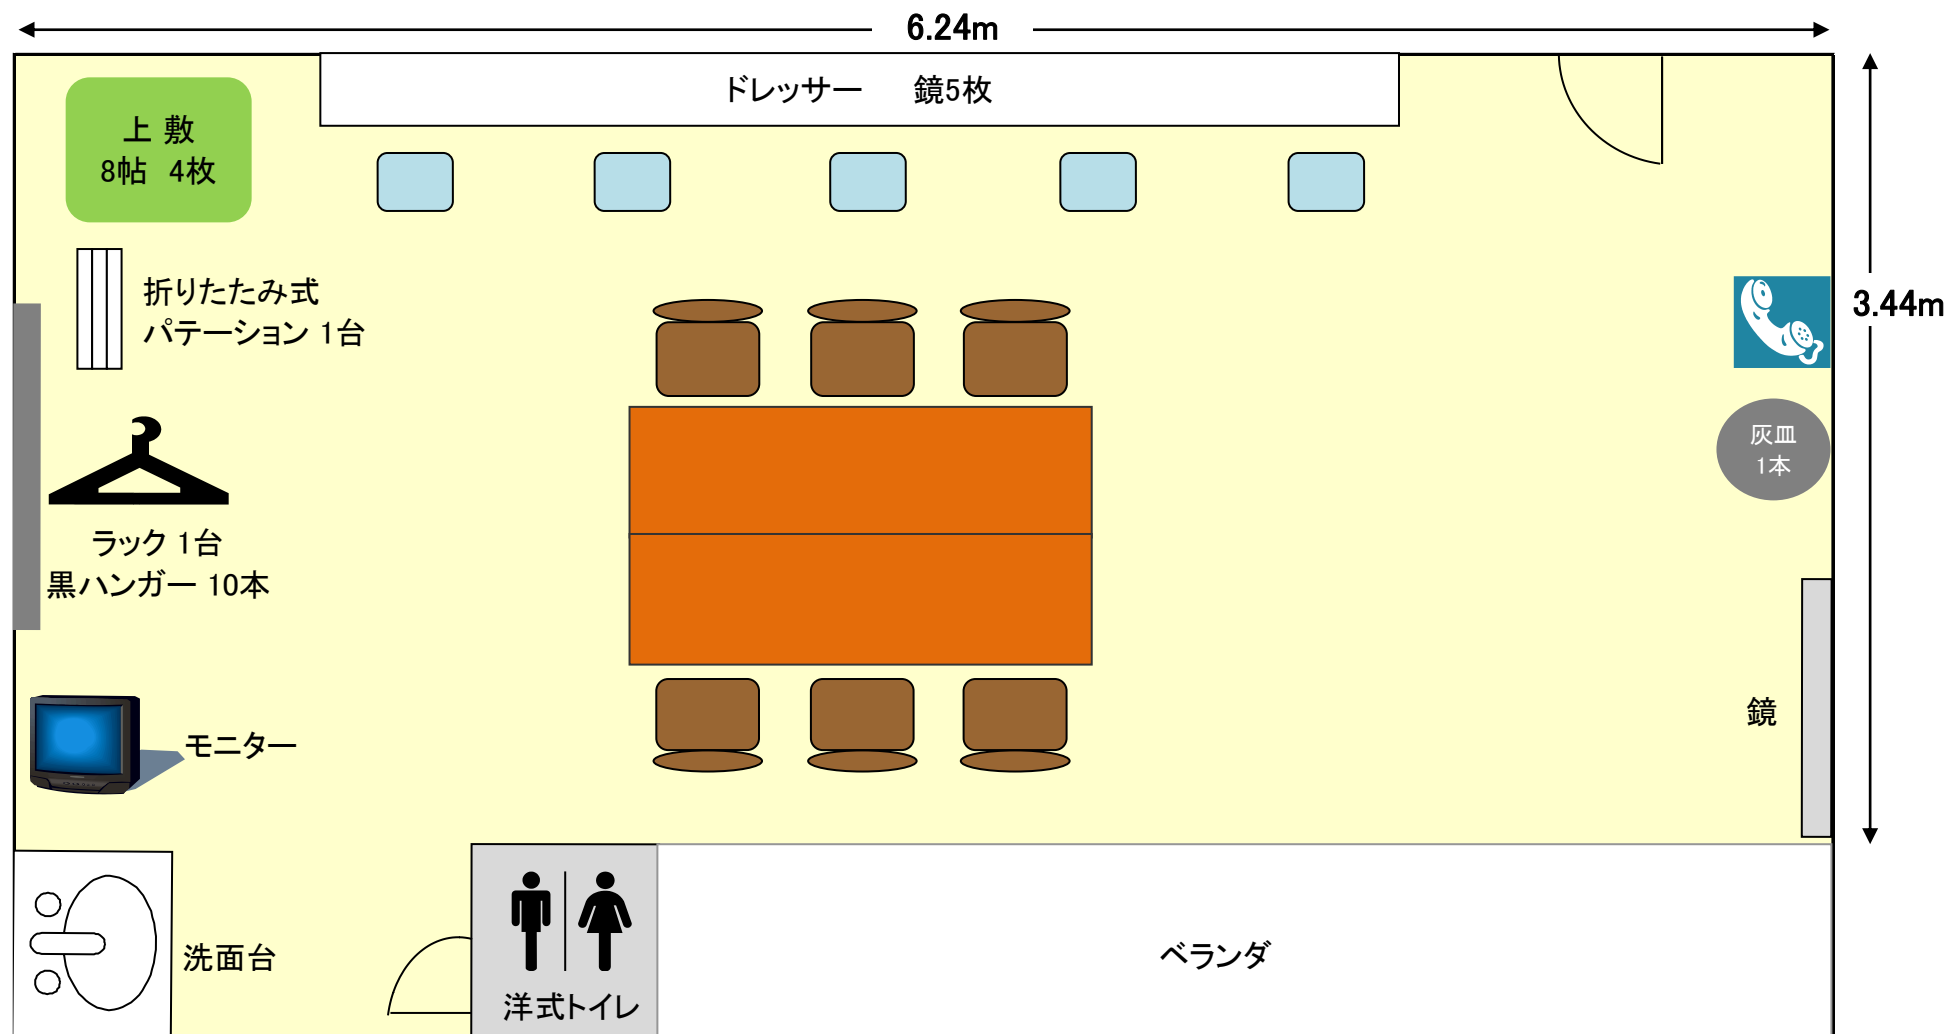 6.24m
ドレッサー　鏡5枚
上 敷
8帖 4枚
折りたたみ式
パテーション 1台
3.44m
灰皿
1本
ラック 1台
黒ハンガー 10本
鏡
モニター
洗面台
洋式トイレ
ベランダ